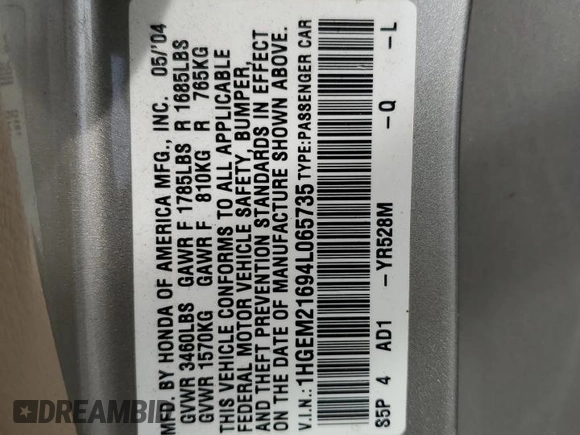 MFD. BY HONDA OF AMERICA MFG., INC. 05/'04
GVWR 3460LBS GAWR F 1785LBS R 1685LBS
GVWR 1570KG GAWR F 810KG R 765KG
THIS VEHICLE CONFORMS TO ALL APPLICABLE
FEDERAL MOTOR VEHICLE SAFETY, BUMPER,
AND THEFT PREVENTION STANDARDS IN EFFECT
ON THE DATE OF MANUFACTURE SHOWN ABOVE.
V.I.N.: 1HGEM21694L065735 TYPE:PASSENGER CAR
S5P 4 AD1 – YR528M – Q – L
DREAMBID